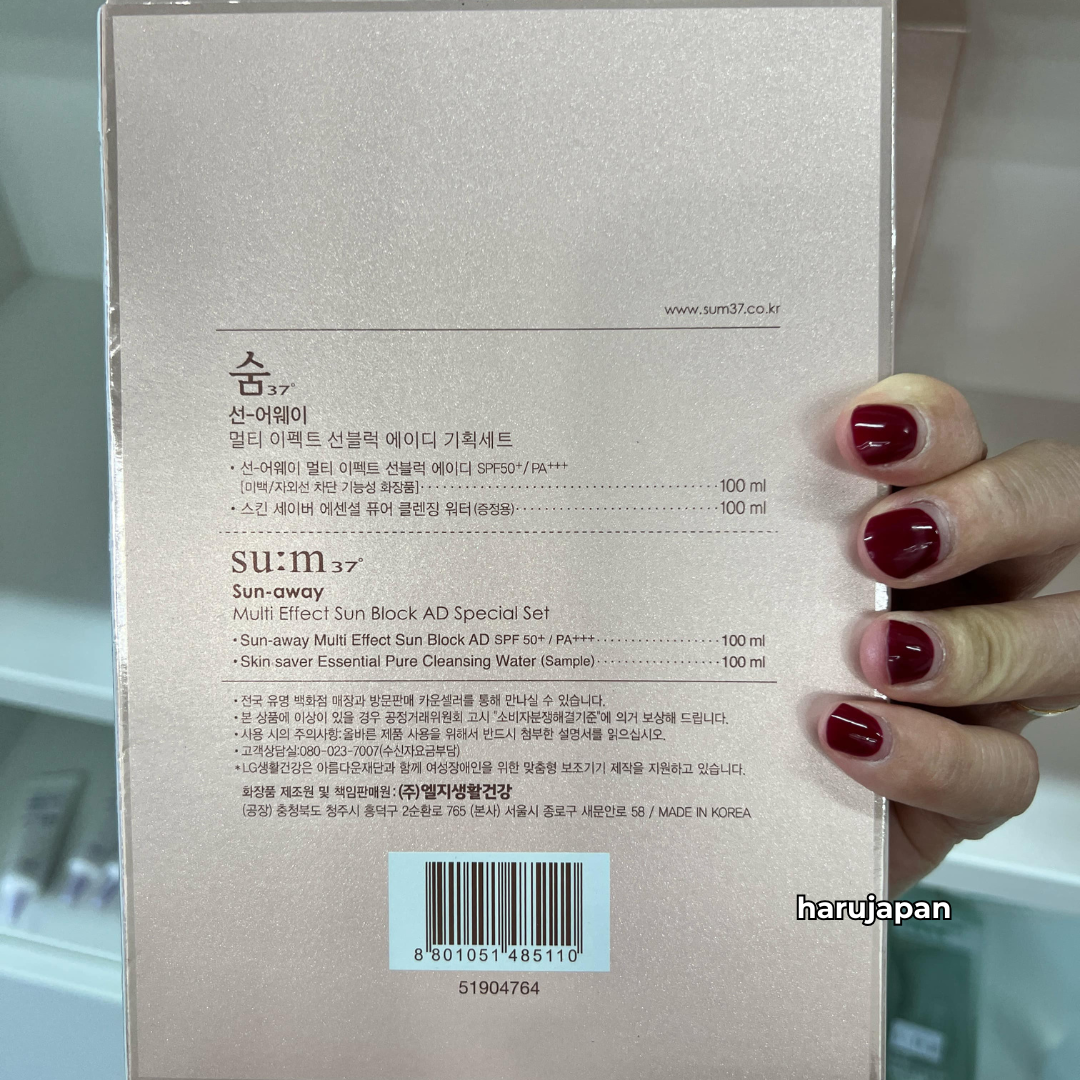 www.sum37.co.kr
숨37°
선-어웨이
멀티 이펙트 선블럭 에이디 기획세트
• 선-어웨이 멀티 이펙트 선블럭 에이디 SPF50⁺/PA⁺⁺⁺
[미백/자외선 차단 기능성 화장품]··········100 ml
• 스킨 세이버 에센셜 퓨어 클렌징 워터(증정용)··········100 ml
su:m37°
Sun-away
Multi Effect Sun Block AD Special Set
•Sun-away Multi Effect Sun Block AD SPF 50⁺ / PA⁺⁺⁺··········100 ml
•Skin saver Essential Pure Cleansing Water (Sample)··········100 ml
•전국 유명 백화점 매장과 방문판매 카운셀러를 통해 만나실 수 있습니다.
•본 상품에 이상이 있을 경우 공정거래위원회 고시 "소비자분쟁해결기준"에 의거 보상해 드립니다.
•사용 시의 주의사항:올바른 제품 사용을 위해서 반드시 첨부한 설명서를 읽으십시오.
•고객상담실:080-023-7007(수신자요금부담)
*LG생활건강은 아름다운재단과 함께 여성장애인을 위한 맞춤형 보조기기 제작을 지원하고 있습니다.
화장품 제조원 및 책임판매원:(주)엘지생활건강
(공장) 충청북도 청주시 흥덕구 2순환로 765 (본사) 서울시 종로구 새문안로 58 / MADE IN KOREA
harujapan
8 801051 485110
51904764